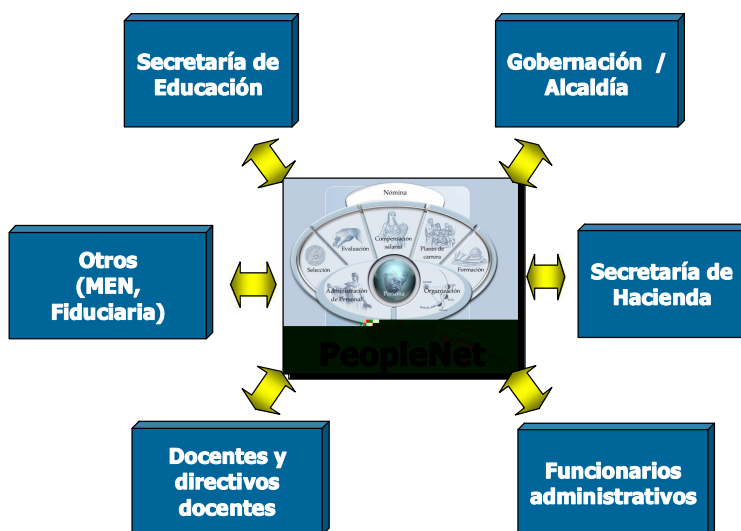 Secretaría de
Educación
Gobernación /
Alcaldía
Nómina
Compensación
salarial
Evaluación
Planes de
carrera
Selección
Formación
Otros
(MEN,
Fiduciaria)
Secretaría de
Hacienda
Administración
de Personal
Persona
Organización
PeopleNet
Docentes y
directivos
docentes
Funcionarios
administrativos